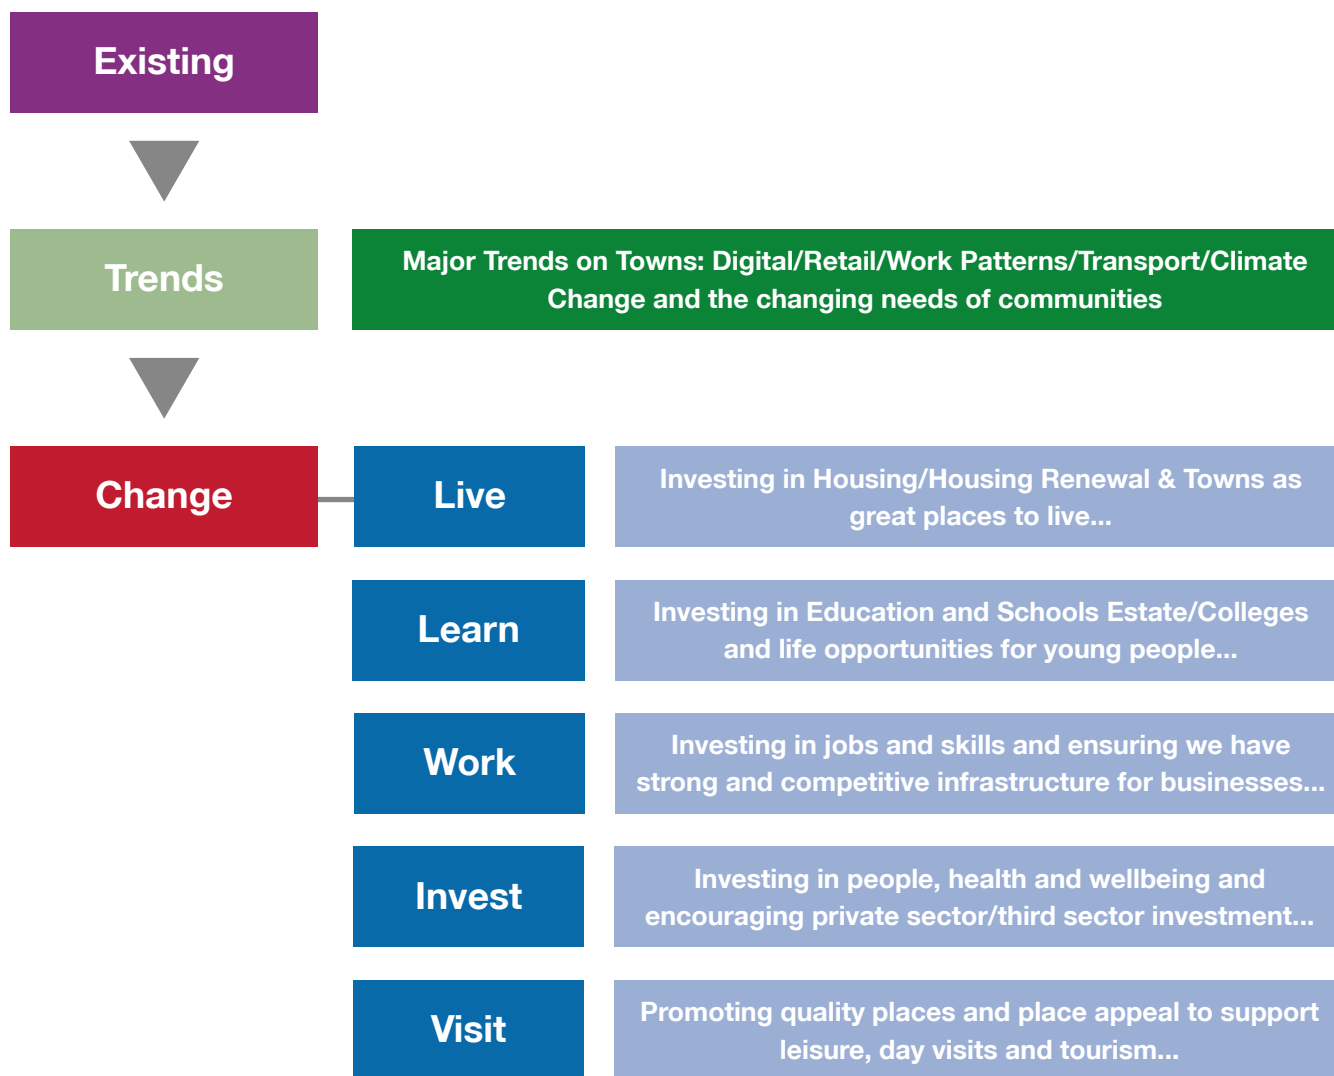 Existing
Trends
Major Trends on Towns: Digital/Retail/Work Patterns/Transport/Climate
Change and the changing needs of communities
Change
Live
Investing in Housing/Housing Renewal & Towns as
great places to live...
Learn
Investing in Education and Schools Estate/Colleges
and life opportunities for young people...
Work
Investing in jobs and skills and ensuring we have
strong and competitive infrastructure for businesses...
Invest
Investing in people, health and wellbeing and
encouraging private sector/third sector investment...
Visit
Promoting quality places and place appeal to support
leisure, day visits and tourism...